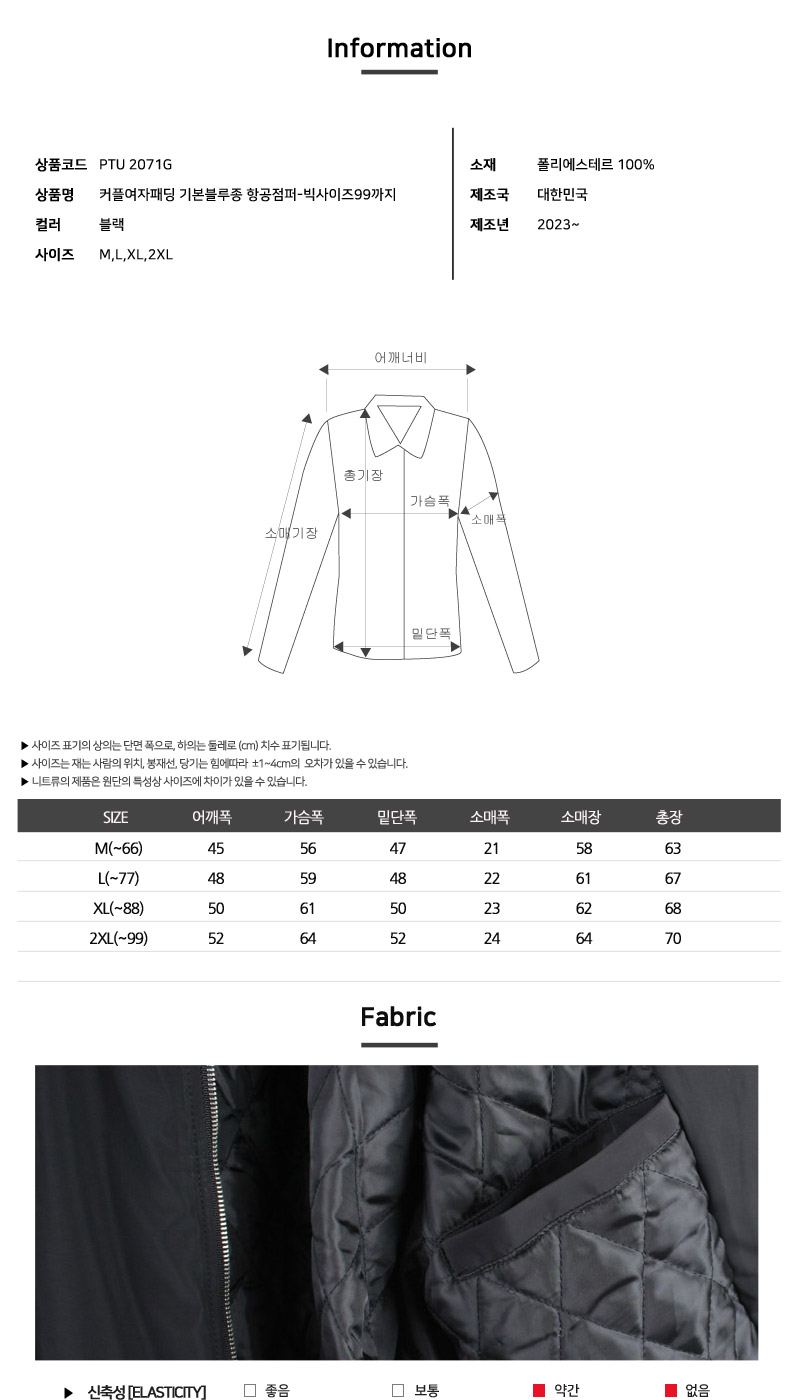 Information
상품코드 PTU 2071G
상품명 커플여자패딩 기본블루종 항공점퍼-빅사이즈99까지
컬러 블랙
사이즈 M,L,XL,2XL
소재 폴리에스테르 100%
제조국 대한민국
제조년 2023~
어깨너비
총기장
가슴폭
소매폭
소매기장
밑단폭
▶ 사이즈 표기의 상의는 단면 폭으로, 하의는 둘레로 (cm) 치수 표기됩니다.
▶ 사이즈는 재는 사람의 위치, 봉재선, 당기는 힘에따라 ±1~4cm의 오차가 있을 수 있습니다.
▶ 니트류의 제품은 원단의 특성상 사이즈에 차이가 있을 수 있습니다.
SIZE 어깨폭 가슴폭 밑단폭 소매폭 소매장 총장
M(~66) 45 56 47 21 58 63
L(~77) 48 59 48 22 61 67
XL(~88) 50 61 50 23 62 68
2XL(~99) 52 64 52 24 64 70
Fabric
▶ 신축성 [ELASTICITY] 좋음 보통 약간 없음